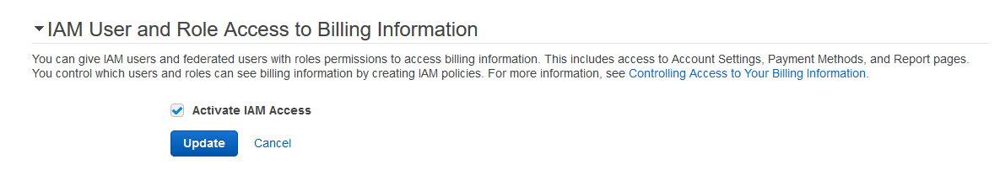 IAM User and Role Access to Billing Information
You can give IAM users and federated users with roles permissions to access billing information. This includes access to Account Settings, Payment Methods, and Report pages.
You control which users and roles can see billing information by creating IAM policies. For more information, see Controlling Access to Your Billing Information.
Activate IAM Access
Update Cancel